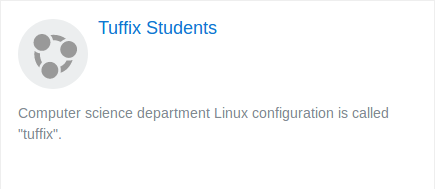 Tuffix Students
Computer science department Linux configuration is called
"tuffix".